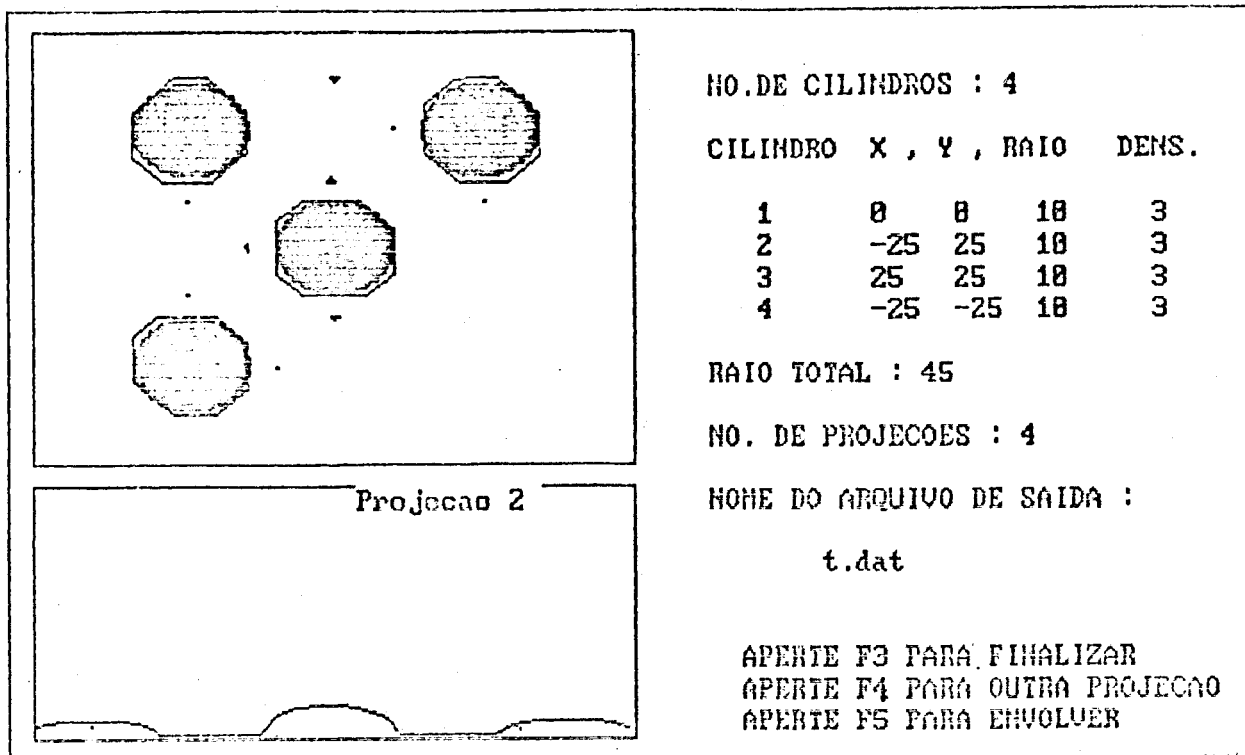 NO.DE CILINDROS : 4
CILINDRO X , Y , RAIO DENS.
1 0 0 10 3
2 -25 25 10 3
3 25 25 10 3
4 -25 -25 10 3
RAIO TOTAL : 45
NO. DE PROJECOES : 4
NOME DO ARQUIVO DE SAIDA :
t.dat
Projecao 2
APERTE F3 PARA FINALIZAR
APERTE F4 PARA OUTRA PROJECAO
APERTE F5 PARA ENVOLVER